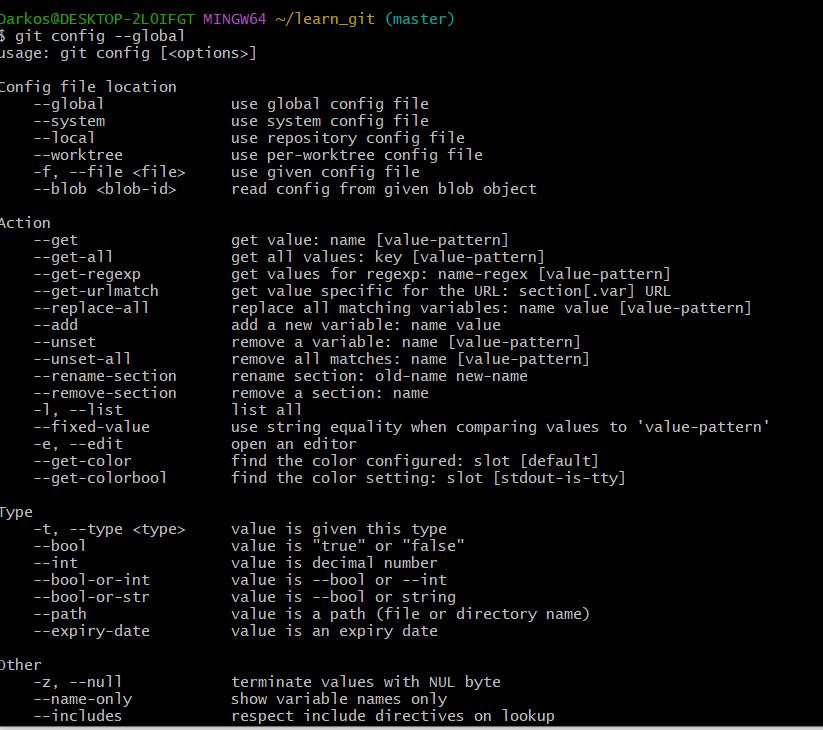 Darkos@DESKTOP-2LOIFGT MINGW64 ~/learn_git (master)
$ git config --global
usage: git config [<options>]

Config file location
    --global              use global config file
    --system              use system config file
    --local               use repository config file
    --worktree            use per-worktree config file
    -f, --file <file>     use given config file
    --blob <blob-id>      read config from given blob object

Action
    --get                 get value: name [value-pattern]
    --get-all             get all values: key [value-pattern]
    --get-regexp          get values for regexp: name-regex [value-pattern]
    --get-urlmatch        get value specific for the URL: section[.var] URL
    --replace-all         replace all matching variables: name value [value-pattern]
    --add                 add a new variable: name value
    --unset               remove a variable: name [value-pattern]
    --unset-all           remove all matches: name [value-pattern]
    --rename-section      rename section: old-name new-name
    --remove-section      remove a section: name
    -l, --list            list all
    --fixed-value         use string equality when comparing values to 'value-pattern'
    -e, --edit            open an editor
    --get-color           find the color configured: slot [default]
    --get-colorbool       find the color setting: slot [stdout-is-tty]

Type
    -t, --type <type>     value is given this type
    --bool                value is "true" or "false"
    --int                 value is decimal number
    --bool-or-int         value is --bool or --int
    --bool-or-str         value is --bool or string
    --path                value is a path (file or directory name)
    --expiry-date         value is an expiry date

Other
    -z, --null            terminate values with NUL byte
    --name-only           show variable names only
    --includes            respect include directives on lookup